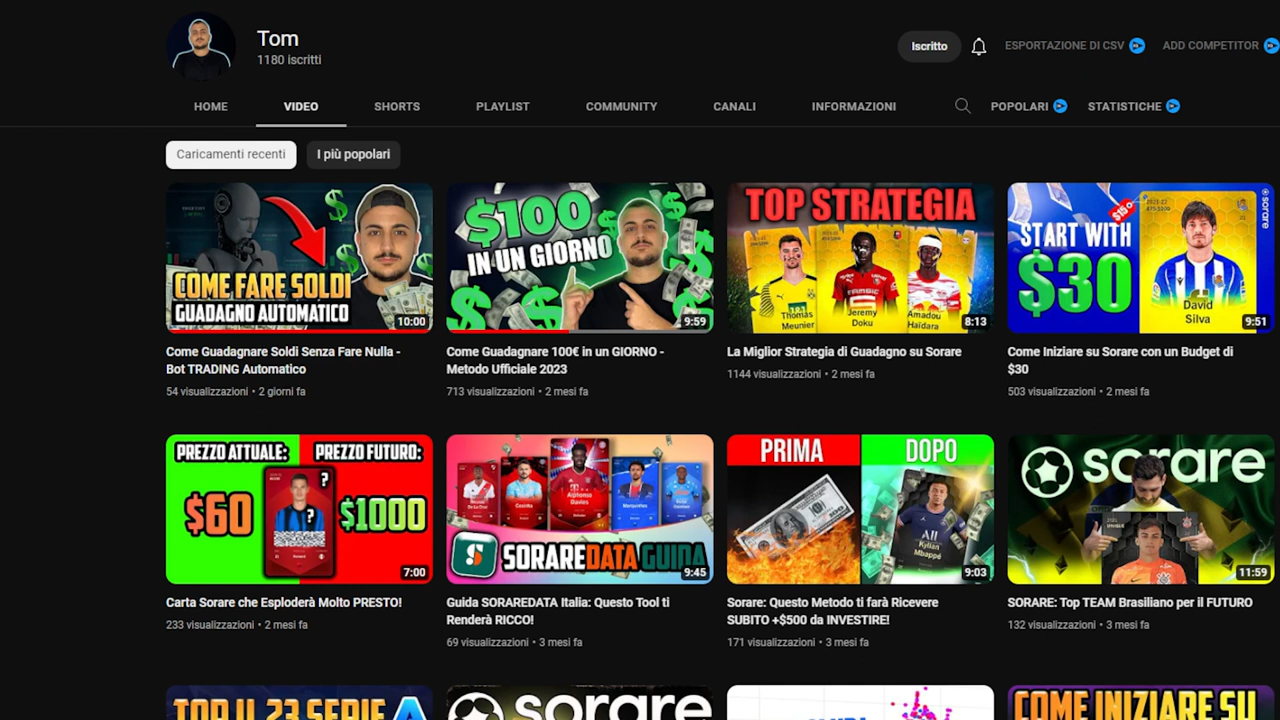 Tom
1180 iscritti
Iscritto
ESPORTAZIONE DI CSV
ADD COMPETITOR
HOME
VIDEO
SHORTS
PLAYLIST
COMMUNITY
CANALI
INFORMAZIONI
POPOLARI
STATISTICHE
Caricamenti recenti
I più popolari
COME FARE SOLDI
GUADAGNO AUTOMATICO
10:00
$100
IN UN GIORNO
9:59
TOP STRATEGIA
Thomas
Meunier
Jeremy
Doku
Amadou
Haidara
8:13
START WITH
$30
David
Silva
sorare
9:51
Come Guadagnare Soldi Senza Fare Nulla -
Bot TRADING Automatico
54 visualizzazioni • 2 giorni fa
Come Guadagnare 100€ in un GIORNO -
Metodo Ufficiale 2023
713 visualizzazioni • 2 mesi fa
La Miglior Strategia di Guadagno su Sorare
1144 visualizzazioni • 2 mesi fa
Come Iniziare su Sorare con un Budget di
$30
503 visualizzazioni • 2 mesi fa
PREZZO ATTUALE:
PREZZO FUTURO:
$60
?
?
$1000
7:00
Alphonso
Davies
SORAREDATA GUIDA
9:45
PRIMA
DOPO
Kylian
Mbappé
9:03
sorare
11:59
Carta Sorare che Esploderà Molto PRESTO!
233 visualizzazioni • 2 mesi fa
Guida SORAREDATA Italia: Questo Tool ti
Renderà RICCO!
69 visualizzazioni • 3 mesi fa
Sorare: Questo Metodo ti farà Ricevere
SUBITO +$500 da INVESTIRE!
171 visualizzazioni • 3 mesi fa
SORARE: Top TEAM Brasiliano per il FUTURO
132 visualizzazioni • 3 mesi fa
TOP U23 SERIE A
sorare
COME INIZIARE SU